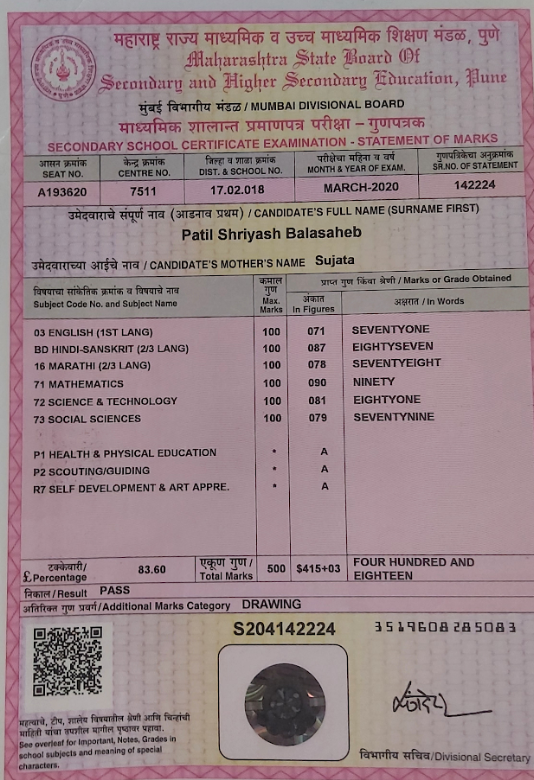 महाराष्ट्र राज्य माध्यमिक व उच्च माध्यमिक शिक्षण मंडळ, पुणे
Maharashtra State Board Of
Secondary and Higher Secondary Education, Pune
मुंबई विभागीय मंडळ / MUMBAI DIVISIONAL BOARD
माध्यमिक शालान्त प्रमाणपत्र परीक्षा – गुणपत्रक
SECONDARY SCHOOL CERTIFICATE EXAMINATION - STATEMENT OF MARKS
आसन क्रमांक केन्द्र क्रमांक जिल्हा व शाळा क्रमांक परीक्षेचा महिना व वर्ष गुणपत्रिकेचा अनुक्रमांक
SEAT NO. CENTRE NO. DIST. & SCHOOL NO. MONTH & YEAR OF EXAM. SR.NO. OF STATEMENT
A193620 7511 17.02.018 MARCH-2020 142224
उमेदवाराचे संपूर्ण नाव (आडनाव प्रथम) / CANDIDATE'S FULL NAME (SURNAME FIRST)
Patil Shriyash Balasaheb
उमेदवाराच्या आईचे नाव / CANDIDATE'S MOTHER'S NAME Sujata
विषयाचा सांकेतिक क्रमांक व विषयाचे नाव कमाल गुण प्राप्त गुण किंवा श्रेणी / Marks or Grade Obtained
Subject Code No. and Subject Name Max. Marks अंकात In Figures अक्षरात / In Words
03 ENGLISH (1ST LANG) 100 071 SEVENTYONE
BD HINDI-SANSKRIT (2/3 LANG) 100 087 EIGHTYSEVEN
16 MARATHI (2/3 LANG) 100 078 SEVENTYEIGHT
71 MATHEMATICS 100 090 NINETY
72 SCIENCE & TECHNOLOGY 100 081 EIGHTYONE
73 SOCIAL SCIENCES 100 079 SEVENTYNINE
P1 HEALTH & PHYSICAL EDUCATION * A
P2 SCOUTING/GUIDING * A
R7 SELF DEVELOPMENT & ART APPRE. * A
टक्केवारी/ एकूण गुण / FOUR HUNDRED AND
£ Percentage 83.60 Total Marks 500 $415+03 EIGHTEEN
निकाल/Result PASS
अतिरिक्त गुण प्रवर्ग/Additional Marks Category DRAWING
S204142224 3519608285083
महत्वाचे, टीप, शालेय विषयातील श्रेणी आणि चिन्हांची
माहिती यांचा तपशील मागील पृष्ठावर पहावा.
See overleaf for Important, Notes, Grades in
school subjects and meaning of special
characters.
विभागीय सचिव/Divisional Secretary